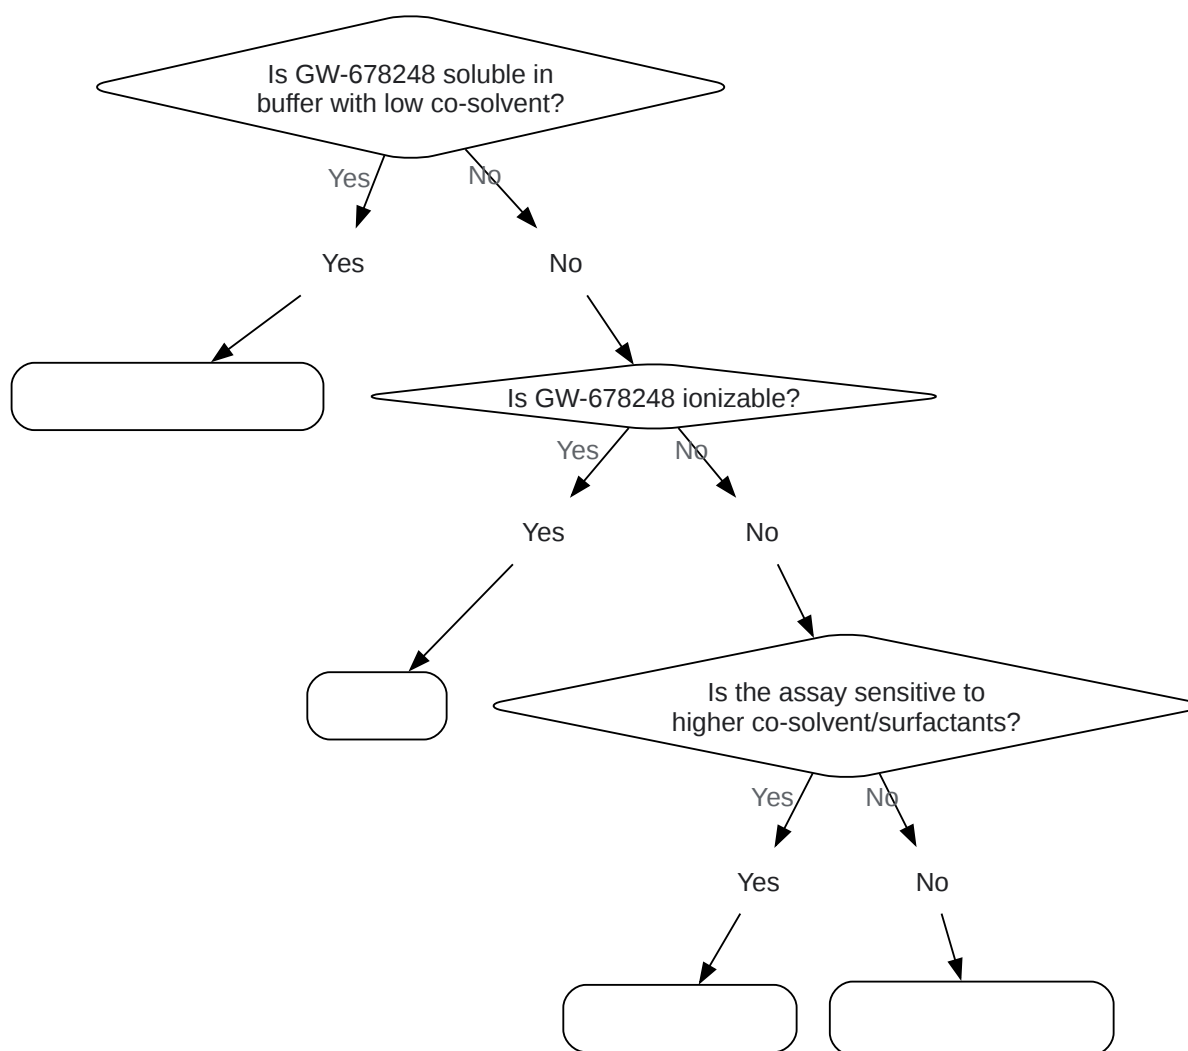 Is GW-678248 soluble in
buffer with low co-solvent?
Yes
No
Yes
No
Is GW-678248 ionizable?
Yes
No
Yes
No
Is the assay sensitive to
higher co-solvent/surfactants?
Yes
No
Yes
No